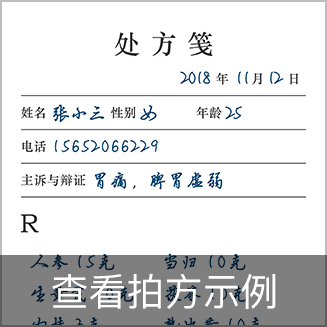 处方笺
2018 年 11 月 12 日
姓名 张小三 性别 女 年龄 25
电话 15652066229
主诉与辩证 胃痛，脾胃虚弱
R
人参 15克 当归 10克
查看拍方示例